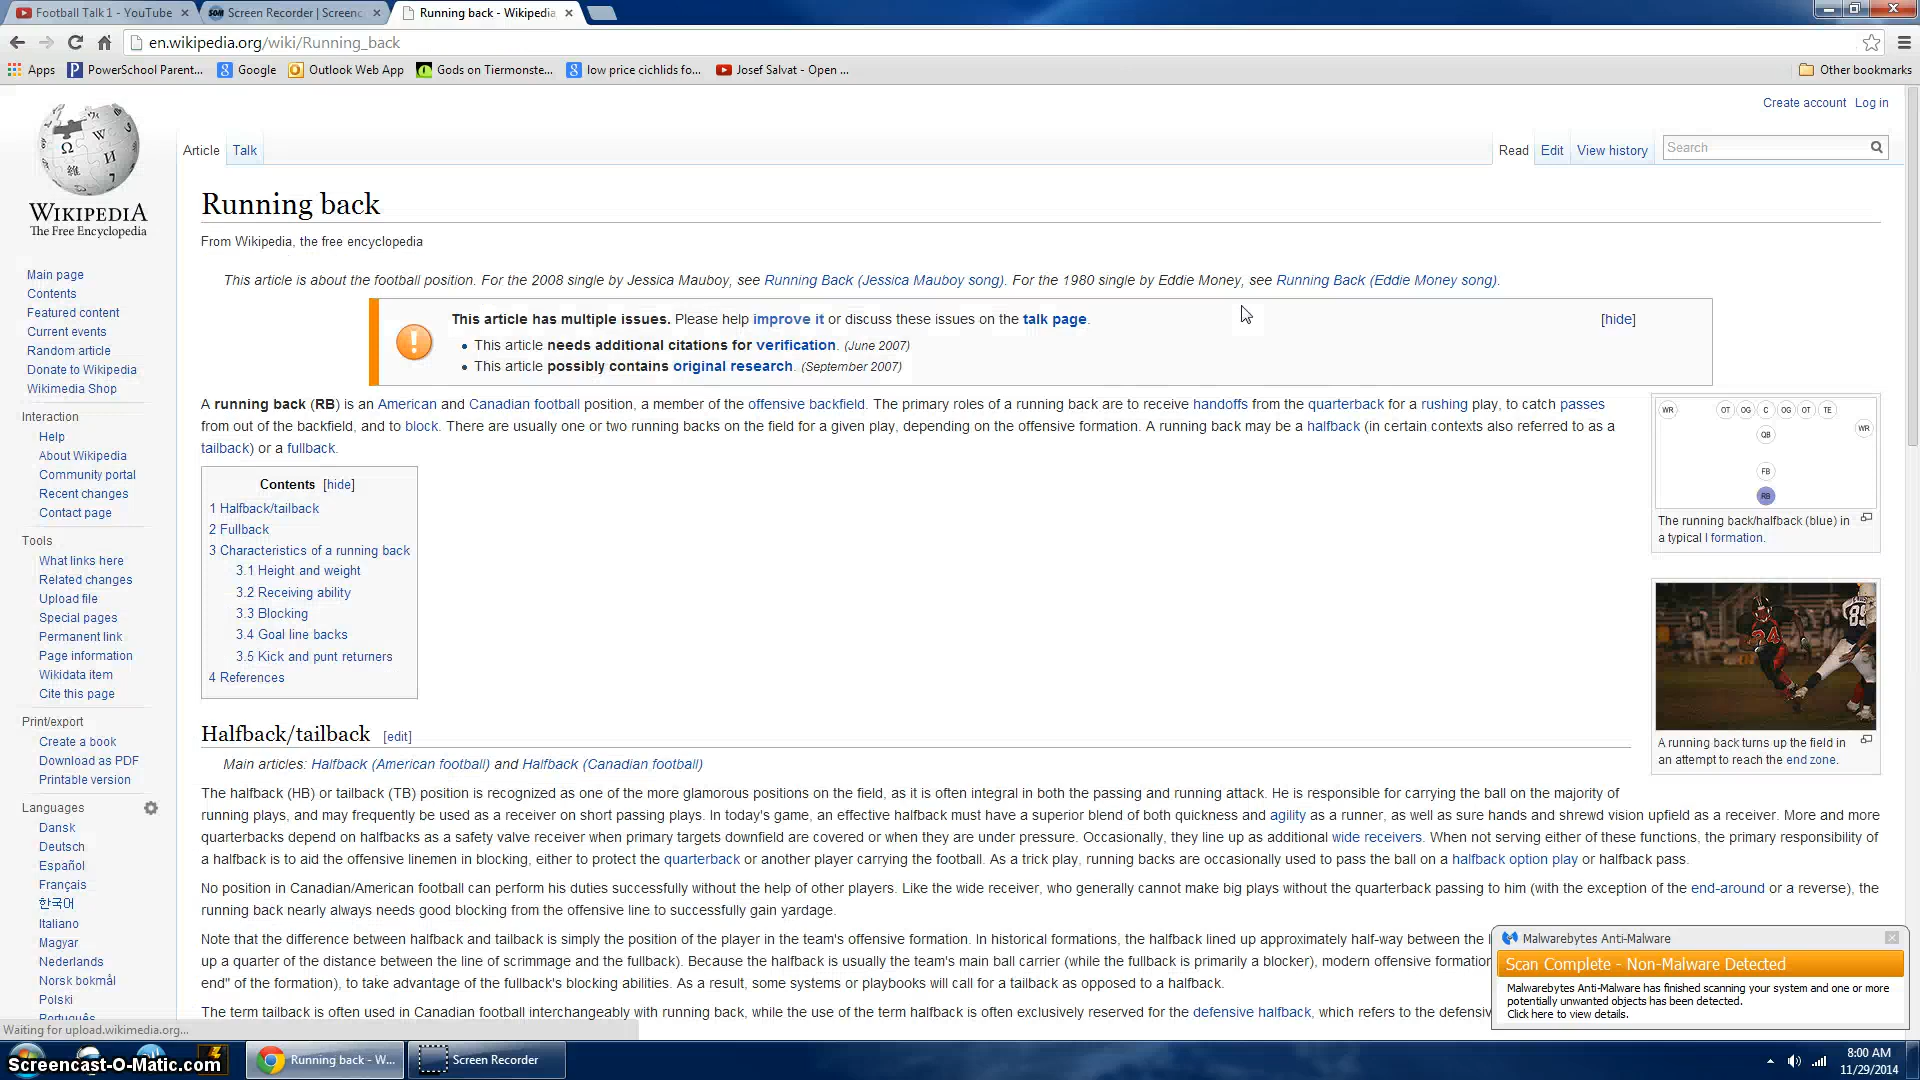 Football Talk 1 - YouTube
Screen Recorder | Screenc
Running back - Wikipedia,
en.wikipedia.org/wiki/Running_back
Apps
PowerSchool Parent...
Google
Outlook Web App
Gods on Tiermonste...
low price cichlids fo...
Josef Salvat - Open ...
Other bookmarks
Create account Log in
Article Talk
Read Edit View history Search
WIKIPEDIA
The Free Encyclopedia
Main page
Contents
Featured content
Current events
Random article
Donate to Wikipedia
Wikimedia Shop
Interaction
Help
About Wikipedia
Community portal
Recent changes
Contact page
Tools
What links here
Related changes
Upload file
Special pages
Permanent link
Page information
Wikidata item
Cite this page
Print/export
Create a book
Download as PDF
Printable version
Languages
Dansk
Deutsch
Español
Français
한국어
Italiano
Magyar
Nederlands
Norsk bokmål
Polski
Português
Running back
From Wikipedia, the free encyclopedia
This article is about the football position. For the 2008 single by Jessica Mauboy, see Running Back (Jessica Mauboy song). For the 1980 single by Eddie Money, see Running Back (Eddie Money song).
This article has multiple issues. Please help improve it or discuss these issues on the talk page.
[hide]
• This article needs additional citations for verification. (June 2007)
• This article possibly contains original research. (September 2007)
A running back (RB) is an American and Canadian football position, a member of the offensive backfield. The primary roles of a running back are to receive handoffs from the quarterback for a rushing play, to catch passes
from out of the backfield, and to block. There are usually one or two running backs on the field for a given play, depending on the offensive formation. A running back may be a halfback (in certain contexts also referred to as a
tailback) or a fullback.
WR OT OG C OG OT TE
WR
QB
FB
RB
The running back/halfback (blue) in
a typical I formation.
24
A running back turns up the field in
an attempt to reach the end zone.
Contents [hide]
1 Halfback/tailback
2 Fullback
3 Characteristics of a running back
3.1 Height and weight
3.2 Receiving ability
3.3 Blocking
3.4 Goal line backs
3.5 Kick and punt returners
4 References
Halfback/tailback [edit]
Main articles: Halfback (American football) and Halfback (Canadian football)
The halfback (HB) or tailback (TB) position is recognized as one of the more glamorous positions on the field, as it is often integral in both the passing and running attack. He is responsible for carrying the ball on the majority of
running plays, and may frequently be used as a receiver on short passing plays. In today's game, an effective halfback must have a superior blend of both quickness and agility as a runner, as well as sure hands and shrewd vision upfield as a receiver. More and more
quarterbacks depend on halfbacks as a safety valve receiver when primary targets downfield are covered or when they are under pressure. Occasionally, they line up as additional wide receivers. When not serving either of these functions, the primary responsibility of
a halfback is to aid the offensive linemen in blocking, either to protect the quarterback or another player carrying the football. As a trick play, running backs are occasionally used to pass the ball on a halfback option play or halfback pass.
No position in Canadian/American football can perform his duties successfully without the help of other players. Like the wide receiver, who generally cannot make big plays without the quarterback passing to him (with the exception of the end-around or a reverse), the
running back nearly always needs good blocking from the offensive line to successfully gain yardage.
Note that the difference between halfback and tailback is simply the position of the player in the team's offensive formation. In historical formations, the halfback lined up approximately half-way between the
up a quarter of the distance between the line of scrimmage and the fullback). Because the halfback is usually the team's main ball carrier (while the fullback is primarily a blocker), modern offensive formation
end" of the formation), to take advantage of the fullback's blocking abilities. As a result, some systems or playbooks will call for a tailback as opposed to a halfback.
The term tailback is often used in Canadian football interchangeably with running back, while the use of the term halfback is often exclusively reserved for the defensive halfback, which refers to the defensiv
Malwarebytes Anti-Malware
Scan Complete - Non-Malware Detected
Malwarebytes Anti-Malware has finished scanning your system and one or more
potentially unwanted objects has been detected.
Click here to view details.
Waiting for upload.wikimedia.org...
Screencast-O-Matic.com
Running back - W...
Screen Recorder
8:00 AM
11/29/2014